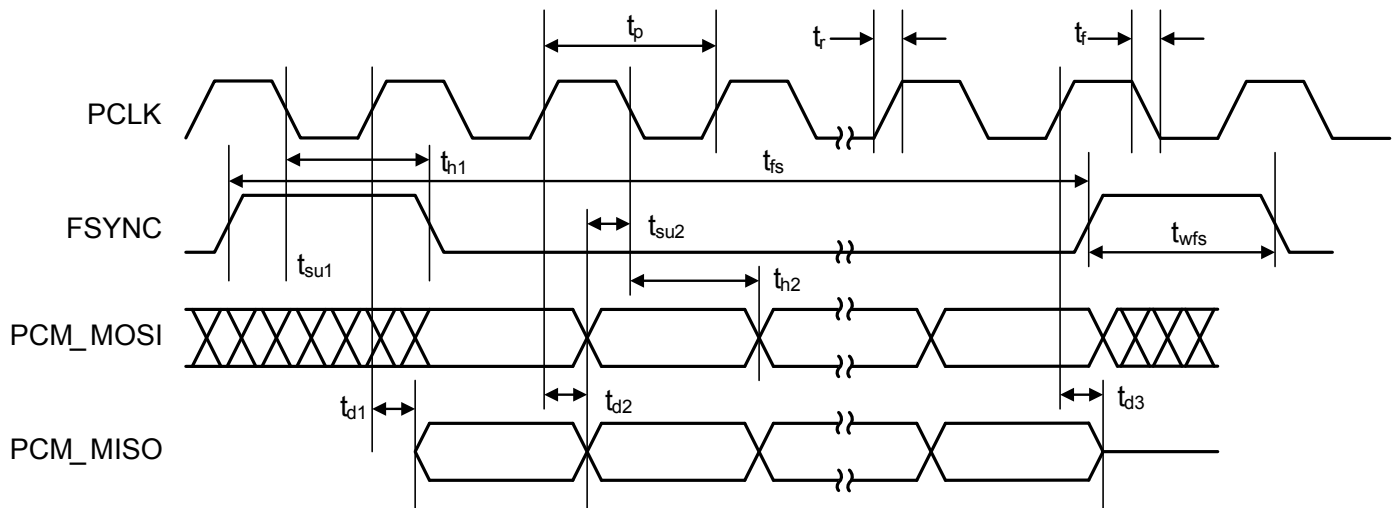 tp
tr
tf
PCLK
th1
tfs
FSYNC
tsu1
tsu2
twfs
th2
PCM_MOSI
td1
td2
td3
PCM_MISO